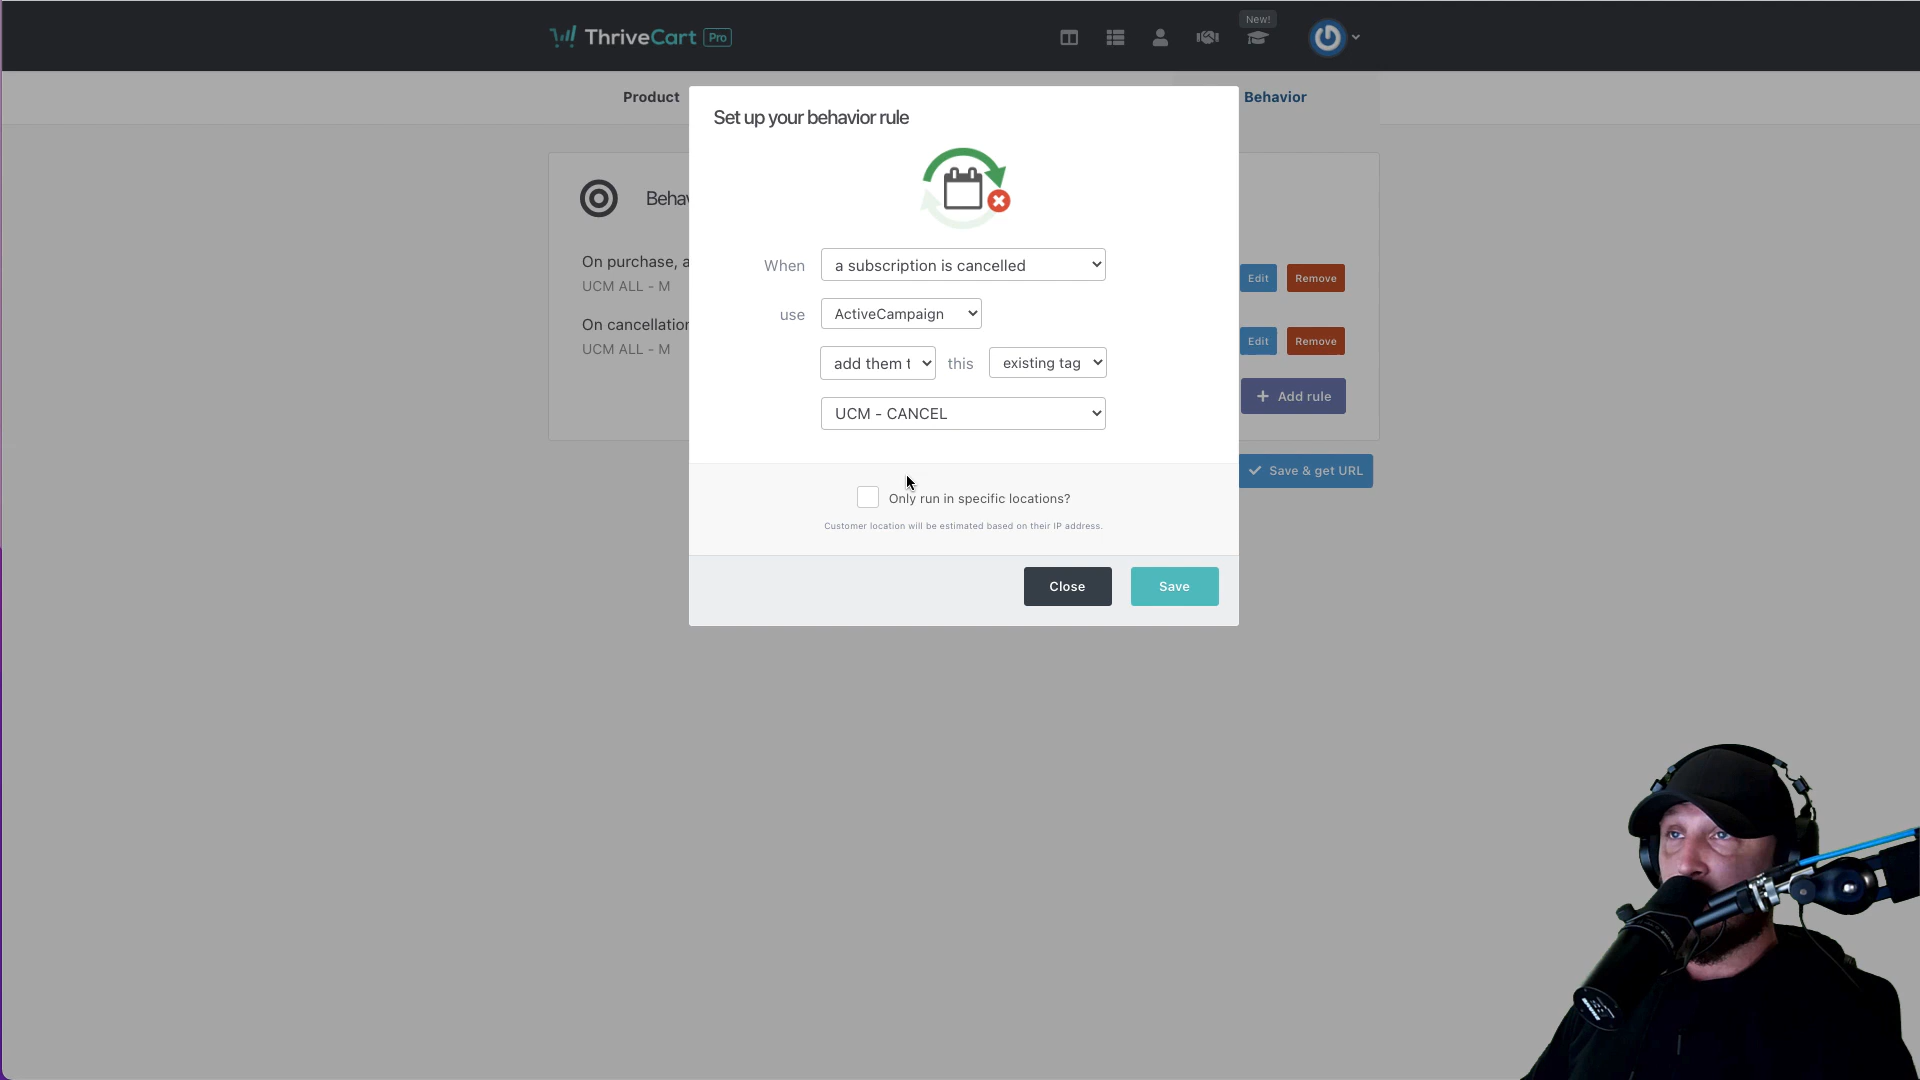 New!
ThriveCart Pro
Product
Behavior
Set up your behavior rule
Behav
On purchase, a
UCM ALL - M
Edit
Remove
On cancellation
UCM ALL - M
Edit
Remove
Add rule
Save & get URL
When a subscription is cancelled
use ActiveCampaign
add them t this existing tag
UCM - CANCEL
Only run in specific locations?
Customer location will be estimated based on their IP address.
Close
Save